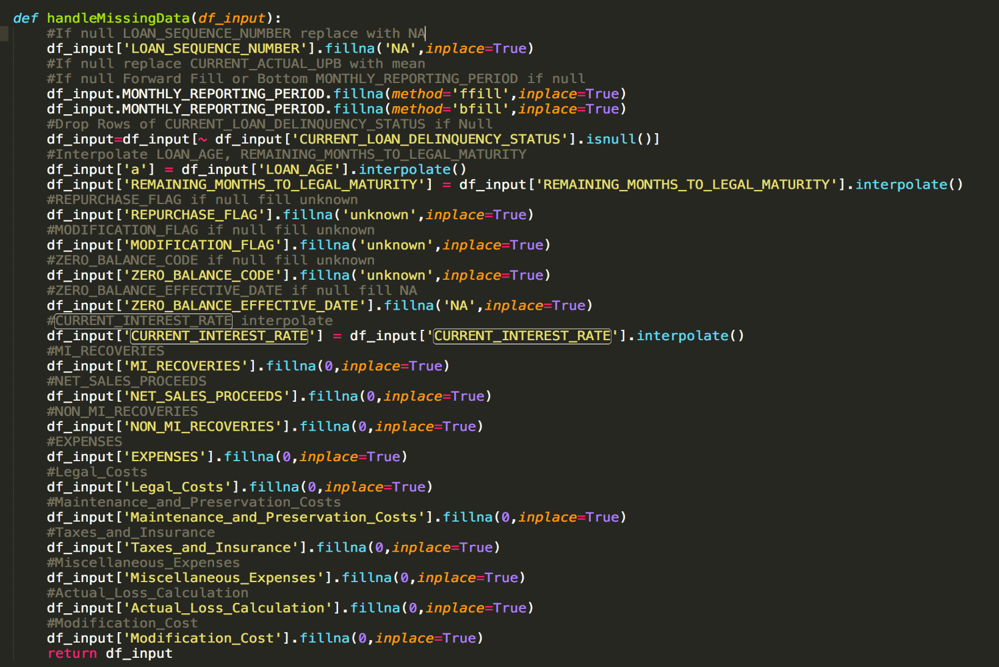 def handleMissingData(df_input):
    #If null LOAN_SEQUENCE_NUMBER replace with NA
    df_input['LOAN_SEQUENCE_NUMBER'].fillna('NA',inplace=True)
    #If null replace CURRENT_ACTUAL_UPB with mean
    #If null Forward Fill or Bottom MONTHLY_REPORTING_PERIOD if null
    df_input.MONTHLY_REPORTING_PERIOD.fillna(method='ffill',inplace=True)
    df_input.MONTHLY_REPORTING_PERIOD.fillna(method='bfill',inplace=True)
    #Drop Rows of CURRENT_LOAN_DELINQUENCY_STATUS if Null
    df_input=df_input[~ df_input['CURRENT_LOAN_DELINQUENCY_STATUS'].isnull()]
    #Interpolate LOAN_AGE, REMAINING_MONTHS_TO_LEGAL_MATURITY
    df_input['a'] = df_input['LOAN_AGE'].interpolate()
    df_input['REMAINING_MONTHS_TO_LEGAL_MATURITY'] = df_input['REMAINING_MONTHS_TO_LEGAL_MATURITY'].interpolate()
    #REPURCHASE_FLAG if null fill unknown
    df_input['REPURCHASE_FLAG'].fillna('unknown',inplace=True)
    #MODIFICATION_FLAG if null fill unknown
    df_input['MODIFICATION_FLAG'].fillna('unknown',inplace=True)
    #ZERO_BALANCE_CODE if null fill unknown
    df_input['ZERO_BALANCE_CODE'].fillna('unknown',inplace=True)
    #ZERO_BALANCE_EFFECTIVE_DATE if null fill NA
    df_input['ZERO_BALANCE_EFFECTIVE_DATE'].fillna('NA',inplace=True)
    #CURRENT_INTEREST_RATE interpolate
    df_input['CURRENT_INTEREST_RATE'] = df_input['CURRENT_INTEREST_RATE'].interpolate()
    #MI_RECOVERIES
    df_input['MI_RECOVERIES'].fillna(0,inplace=True)
    #NET_SALES_PROCEEDS
    df_input['NET_SALES_PROCEEDS'].fillna(0,inplace=True)
    #NON_MI_RECOVERIES
    df_input['NON_MI_RECOVERIES'].fillna(0,inplace=True)
    #EXPENSES
    df_input['EXPENSES'].fillna(0,inplace=True)
    #Legal_Costs
    df_input['Legal_Costs'].fillna(0,inplace=True)
    #Maintenance_and_Preservation_Costs
    df_input['Maintenance_and_Preservation_Costs'].fillna(0,inplace=True)
    #Taxes_and_Insurance
    df_input['Taxes_and_Insurance'].fillna(0,inplace=True)
    #Miscellaneous_Expenses
    df_input['Miscellaneous_Expenses'].fillna(0,inplace=True)
    #Actual_Loss_Calculation
    df_input['Actual_Loss_Calculation'].fillna(0,inplace=True)
    #Modification_Cost
    df_input['Modification_Cost'].fillna(0,inplace=True)
    return df_input